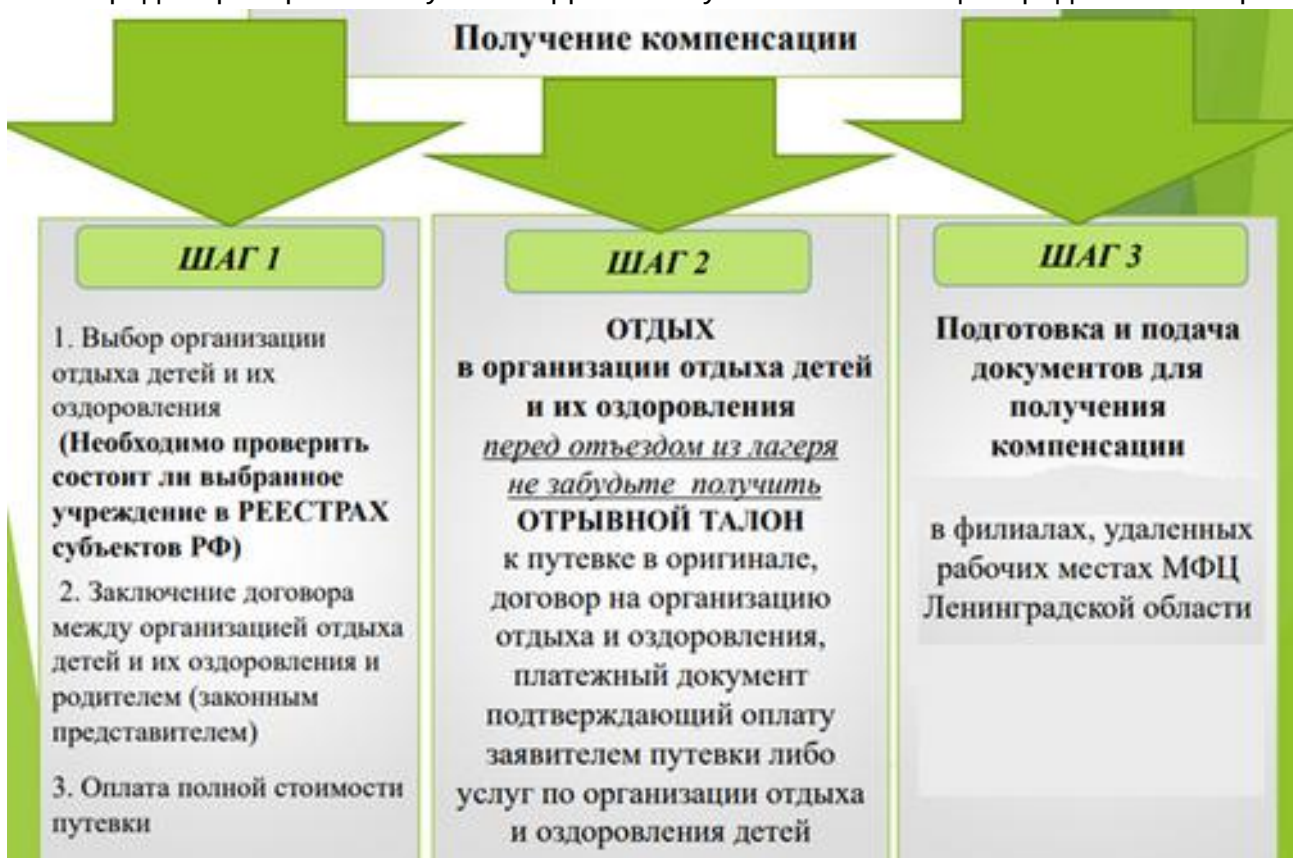 Получение компенсации
ШАГ 1
1. Выбор организации
отдыха детей и их
оздоровления
(Необходимо проверить
состоит ли выбранное
учреждение в РЕЕСТРАХ
субъектов РФ)
2. Заключение договора
между организацией отдыха
детей и их оздоровления и
родителем (законным
представителем)
3. Оплата полной стоимости
путевки
ШАГ 2
ОТДЫХ
в организации отдыха детей
и их оздоровления
перед отъездом из лагеря
не забудьте получить
ОТРЫВНОЙ ТАЛОН
к путевке в оригинале,
договор на организацию
отдыха и оздоровления,
платежный документ
подтверждающий оплату
заявителем путевки либо
услуг по организации отдыха
и оздоровления детей
ШАГ 3
Подготовка и подача
документов для
получения
компенсации
в филиалах, удаленных
рабочих местах МФЦ
Ленинградской области